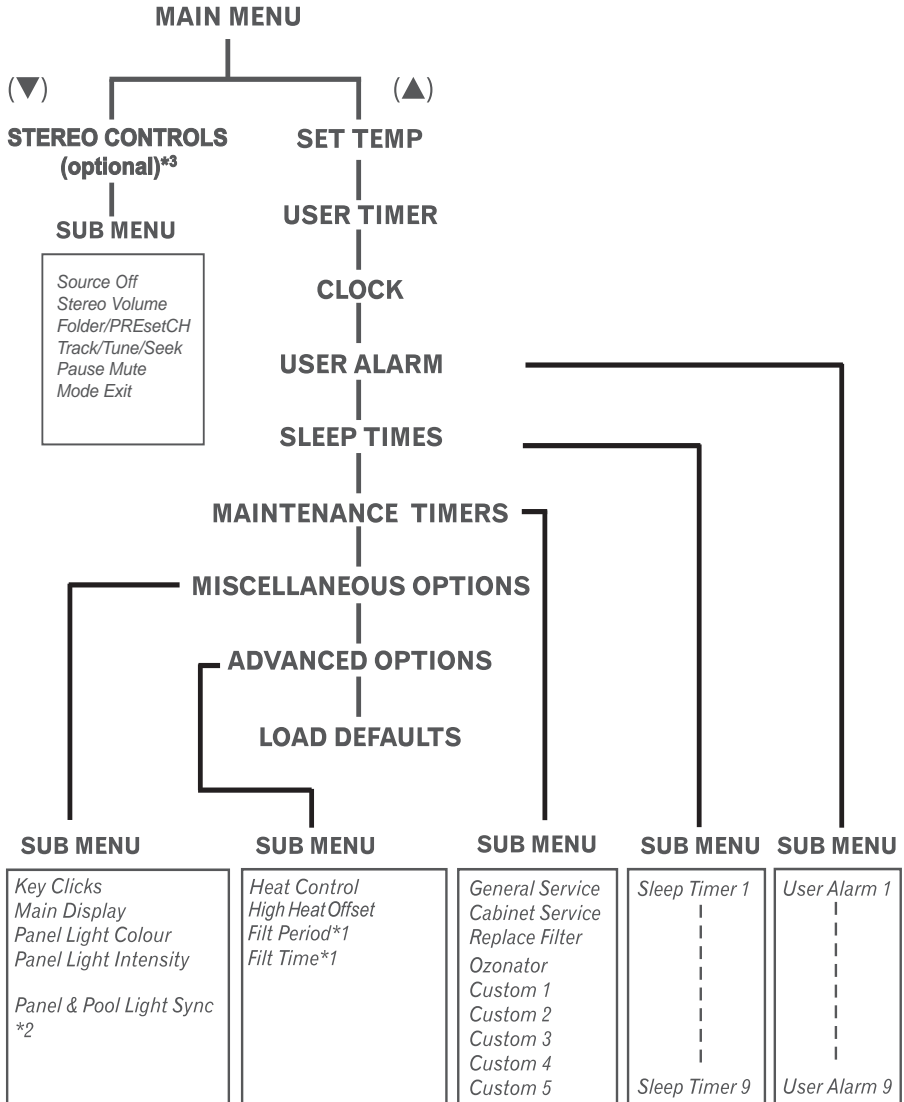 MAIN MENU
(▼)
(▲)
STEREO CONTROLS
(optional)*3
SUB MENU
Source Off
Stereo Volume
Folder/PREsetCH
Track/Tune/Seek
Pause Mute
Mode Exit
SET TEMP
USER TIMER
CLOCK
USER ALARM
SLEEP TIMES
MAINTENANCE TIMERS
MISCELLANEOUS OPTIONS
ADVANCED OPTIONS
LOAD DEFAULTS
SUB MENU
Key Clicks
Main Display
Panel Light Colour
Panel Light Intensity
Panel & Pool Light Sync
*2
SUB MENU
Heat Control
High Heat Offset
Filt Period*1
Filt Time*1
SUB MENU
General Service
Cabinet Service
Replace Filter
Ozonator
Custom 1
Custom 2
Custom 3
Custom 4
Custom 5
SUB MENU
Sleep Timer 1
Sleep Timer 9
SUB MENU
User Alarm 1
User Alarm 9